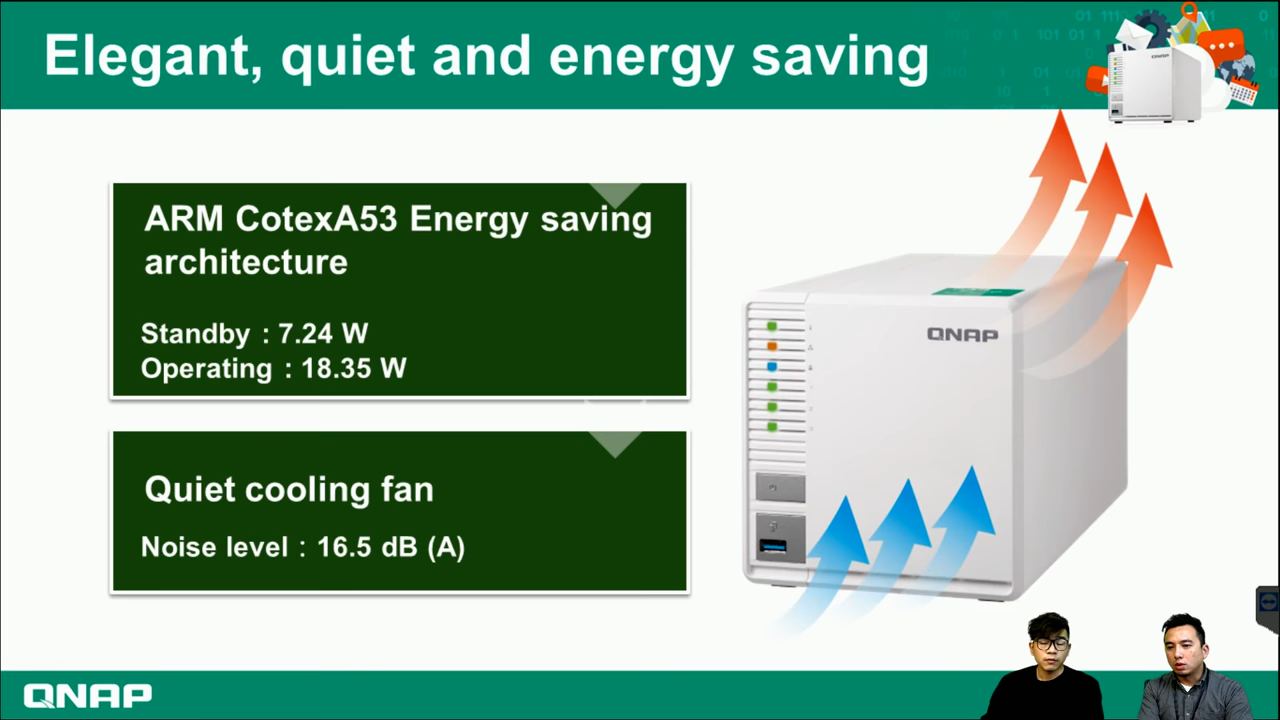 Elegant, quiet and energy saving
QNAP
ARM CotexA53 Energy saving
architecture
Standby : 7.24 W
Operating : 18.35 W
QNAP
Quiet cooling fan
Noise level : 16.5 dB (A)
QNAP